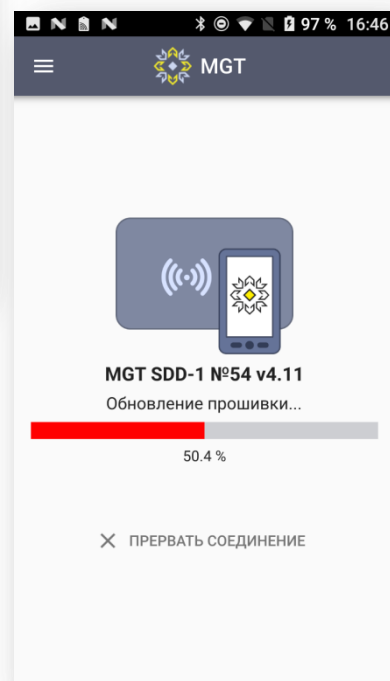 97 % 16:46
MGT
MGT SDD-1 №54 v4.11
Обновление прошивки...
50.4 %
ПРЕРВАТЬ СОЕДИНЕНИЕ